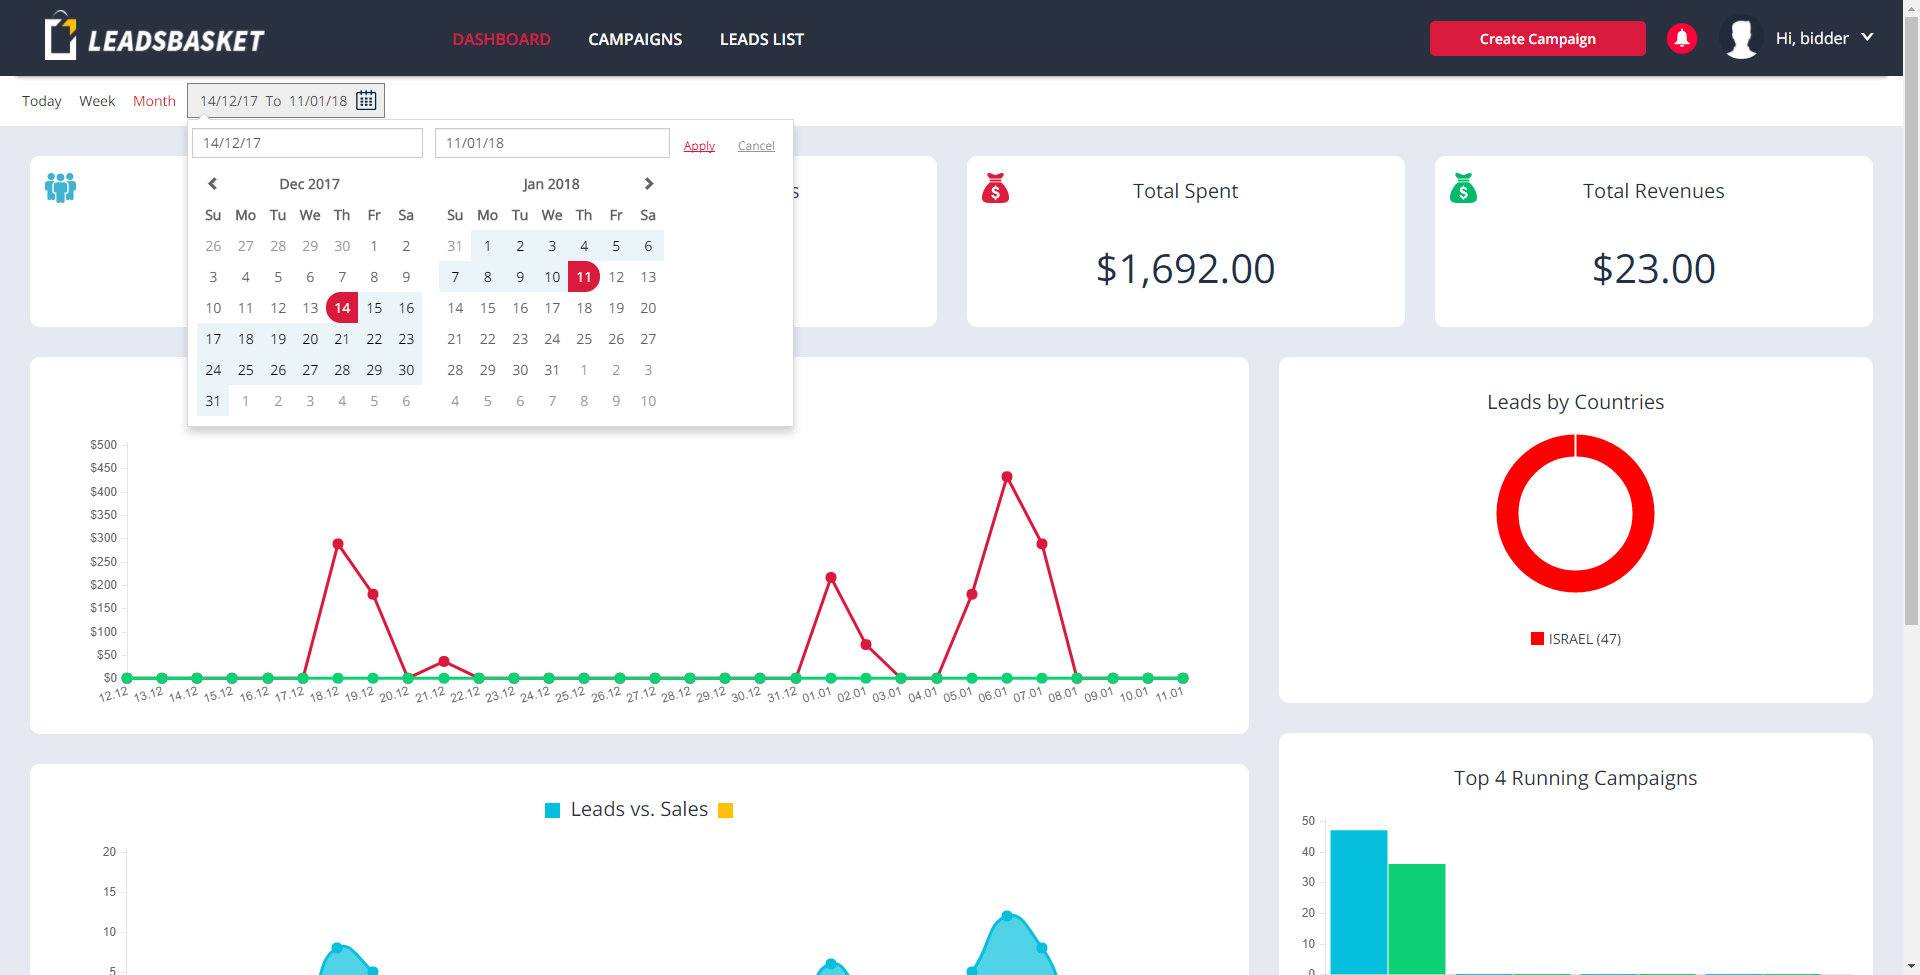 LEADSBASKET
DASHBOARD CAMPAIGNS LEADS LIST
Create Campaign
Hi, bidder
Today Week Month 14/12/17 To 11/01/18
14/12/17 11/01/18 Apply Cancel
Dec 2017
Su Mo Tu We Th Fr Sa
26 27 28 29 30 1 2
3 4 5 6 7 8 9
10 11 12 13 14 15 16
17 18 19 20 21 22 23
24 25 26 27 28 29 30
31 1 2 3 4 5 6
Jan 2018
Su Mo Tu We Th Fr Sa
31 1 2 3 4 5 6
7 8 9 10 11 12 13
14 15 16 17 18 19 20
21 22 23 24 25 26 27
28 29 30 31 1 2 3
4 5 6 7 8 9 10
s
Total Spent
$1,692.00
Total Revenues
$23.00
$500
$450
$400
$350
$300
$250
$200
$150
$100
$50
$0
12.12 13.12 14.12 15.12 16.12 17.12 18.12 19.12 20.12 21.12 22.12 23.12 24.12 25.12 26.12 27.12 28.12 29.12 30.12 31.12 01.01 02.01 03.01 04.01 05.01 06.01 07.01 08.01 09.01 10.01 11.01
Leads by Countries
ISRAEL (47)
Leads vs. Sales
20
15
10
5
Top 4 Running Campaigns
50
40
30
20
10
0